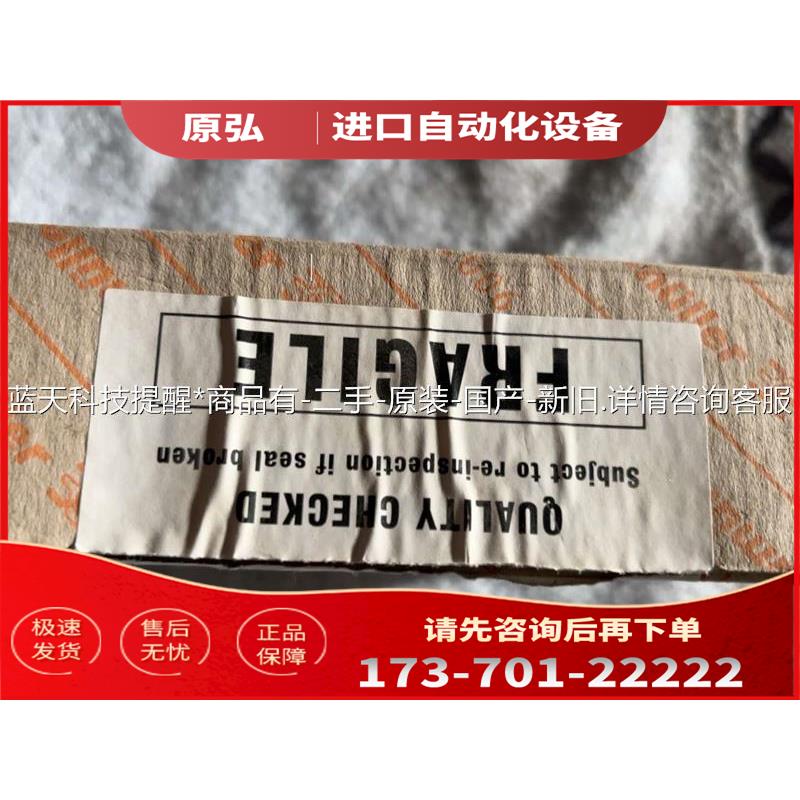 原弘 进口自动化设备
蓝天科技提醒*商品有-二手-原装-国产-新旧.详情咨询客服
QUALITY CHECKED
Subject to re-inspection if seal broken
FRAGILE
极速
发货
售后
无忧
正品
保障
请先咨询后再下单
173-701-22222